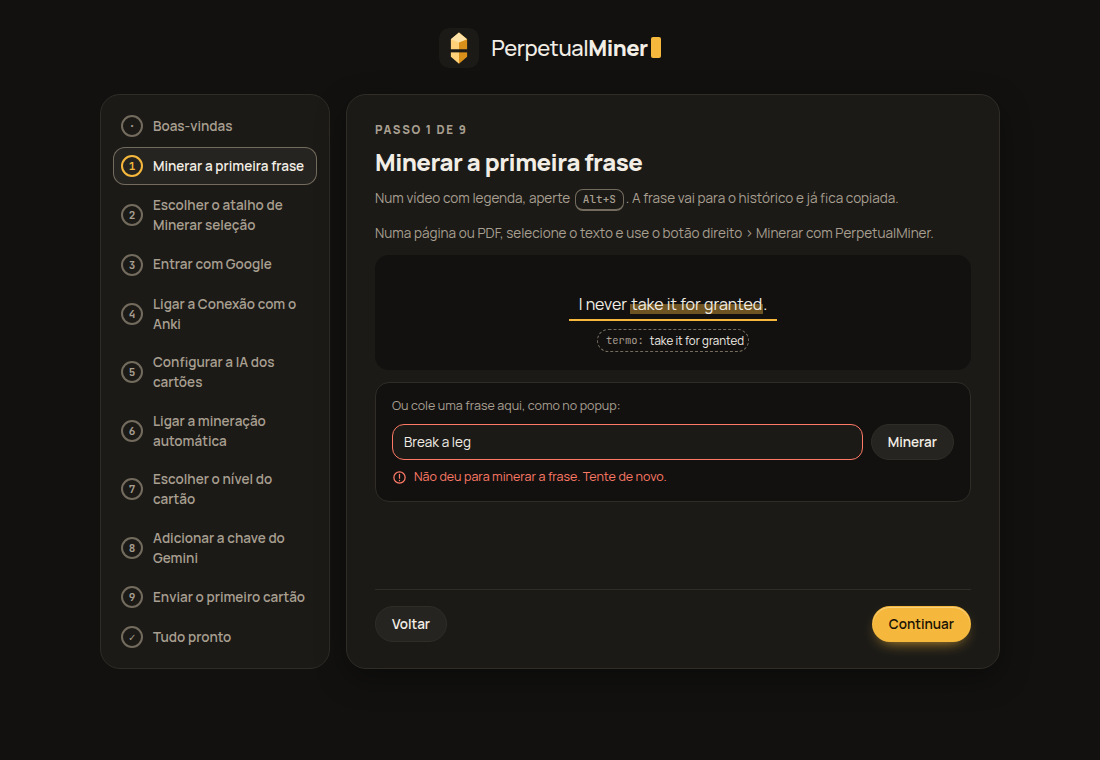 PerpetualMiner
Boas-vindas
1 Minerar a primeira frase
2 Escolher o atalho de
Minerar seleção
3 Entrar com Google
4 Ligar a Conexão com o
Anki
5 Configurar a IA dos
cartões
6 Ligar a mineração
automática
7 Escolher o nível do
cartão
8 Adicionar a chave do
Gemini
9 Enviar o primeiro cartão
✓ Tudo pronto
PASSO 1 DE 9
Minerar a primeira frase
Num vídeo com legenda, aperte Alt+S. A frase vai para o histórico e já fica copiada.
Numa página ou PDF, selecione o texto e use o botão direito › Minerar com PerpetualMiner.
I never take it for granted.
termo: take it for granted
Ou cole uma frase aqui, como no popup:
Break a leg
Minerar
Não deu para minerar a frase. Tente de novo.
Voltar
Continuar